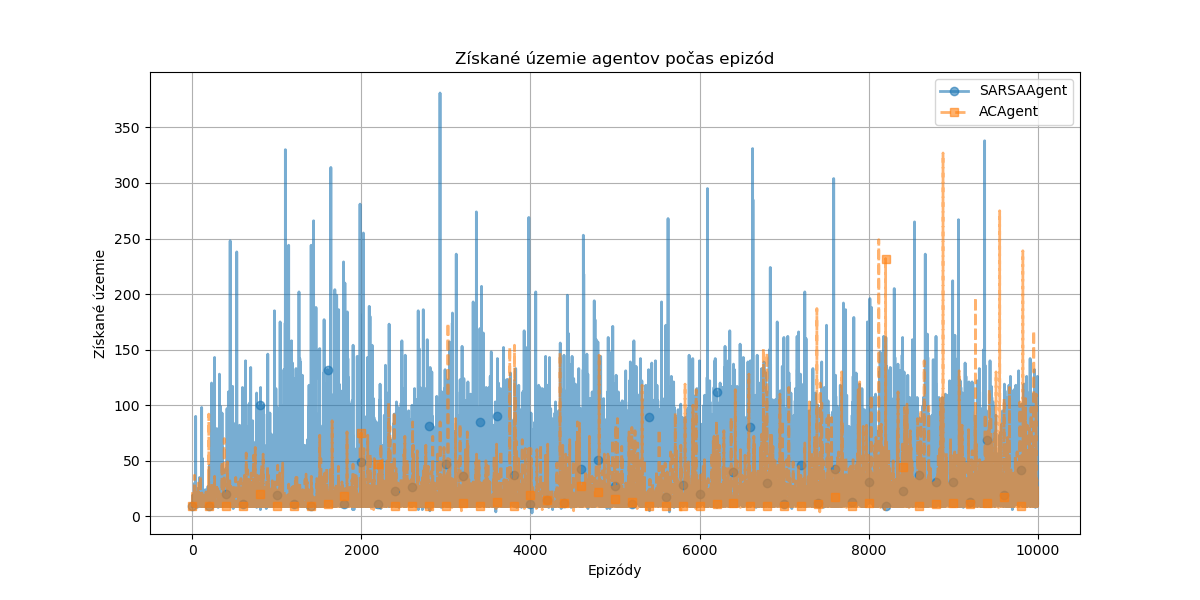 Získané územie agentov počas epizód
SARSAAgent
ACAgent
Získané územie
350
300
250
200
150
100
50
0
0 2000 4000 6000 8000 10000
Epizódy